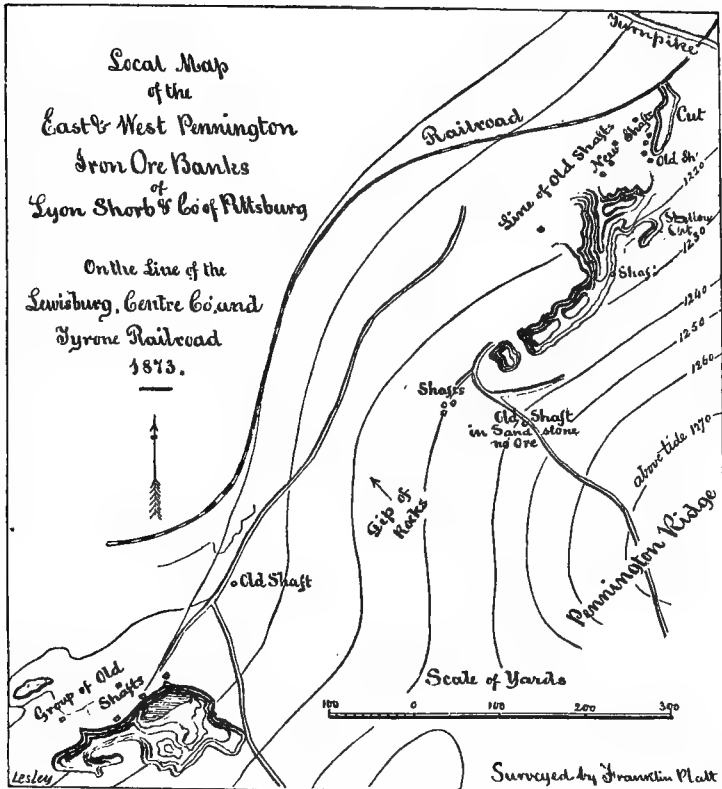 Local Map
of the
East & West Pennington
Iron Ore Banks
of
Lyon Shorb & Co of Pittsburg
On the Line of the
Lewisburg, Centre Co, and
Tyrone Railroad
1873.
Turnpike
Railroad
Cut
New Shafts
Line of Old Shafts
Old Sh.
1220
Shallow
Cut
1230
Shaf.
1240
1250
1260
Shafts
Old Shaft
in Sand stone
no Ore
above tide 1270
Dip of
Rocks
Pennington Ridge
Old Shaft
Group of Old
Shafts
Scale of Yards
100 0 100 200 300
Lesley
Surveyed by Franklin Platt